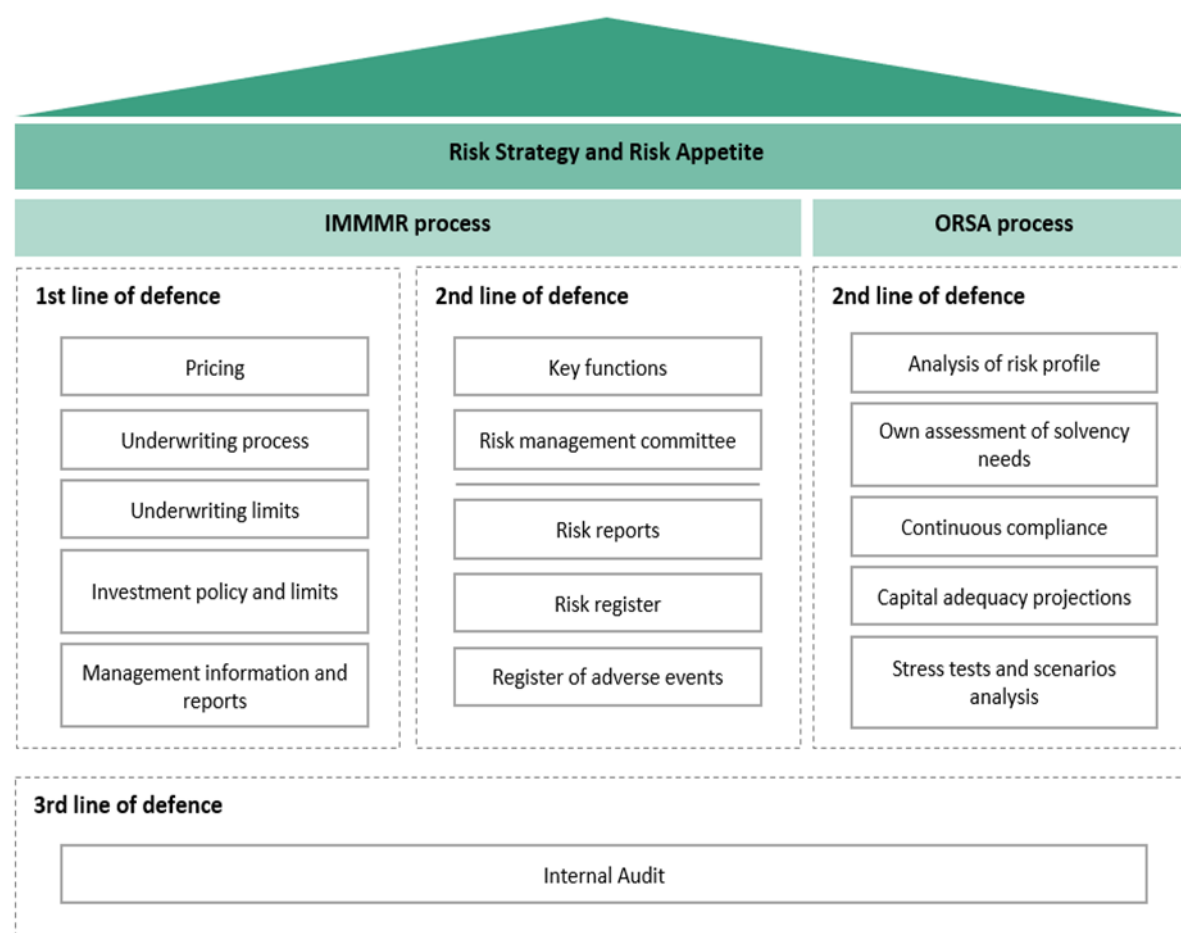 Risk Strategy and Risk Appetite
IMMMR process
ORSA process
1st line of defence
Pricing
Underwriting process
Underwriting limits
Investment policy and limits
Management information and
reports
2nd line of defence
Key functions
Risk management committee
Risk reports
Risk register
Register of adverse events
2nd line of defence
Analysis of risk profile
Own assessment of solvency
needs
Continuous compliance
Capital adequacy projections
Stress tests and scenarios
analysis
3rd line of defence
Internal Audit